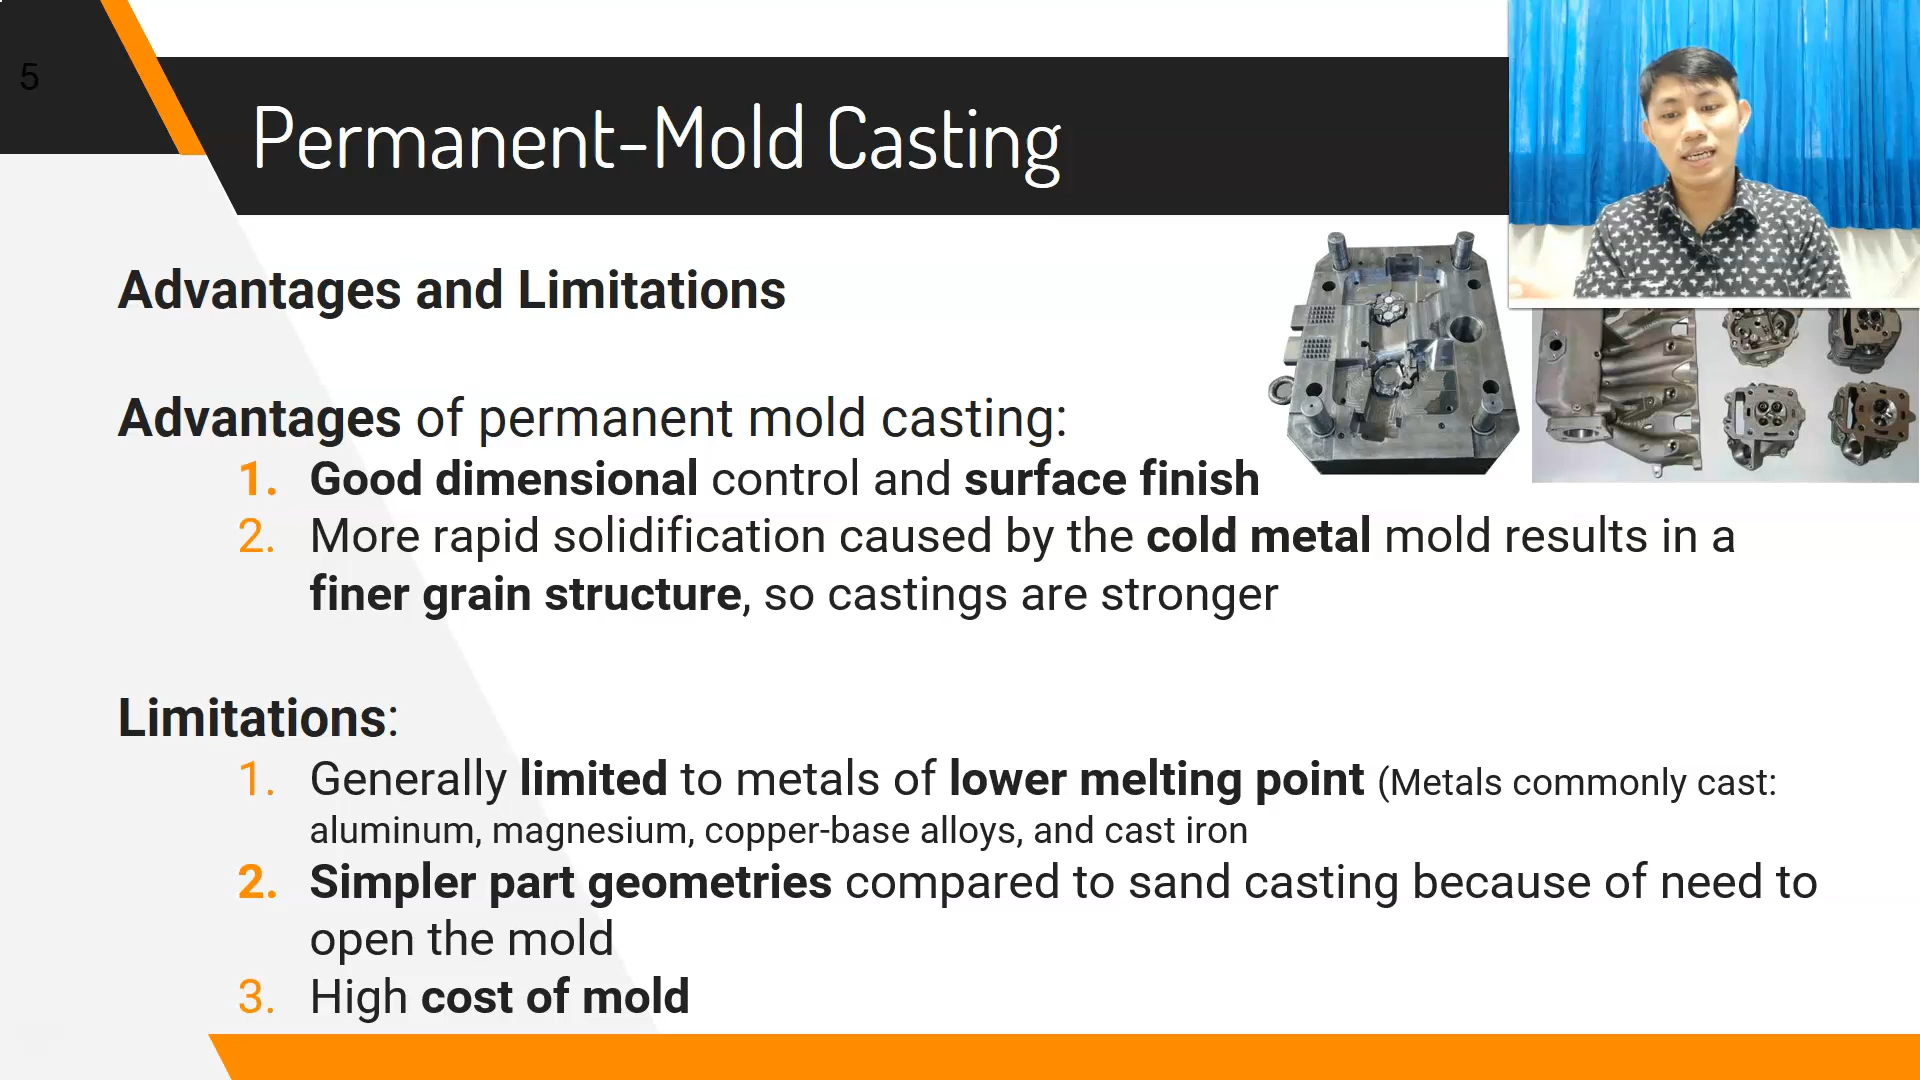 5
Permanent-Mold Casting
Advantages and Limitations
Advantages of permanent mold casting:
1. Good dimensional control and surface finish
2. More rapid solidification caused by the cold metal mold results in a
finer grain structure, so castings are stronger
Limitations:
1. Generally limited to metals of lower melting point (Metals commonly cast:
aluminum, magnesium, copper-base alloys, and cast iron
2. Simpler part geometries compared to sand casting because of need to
open the mold
3. High cost of mold